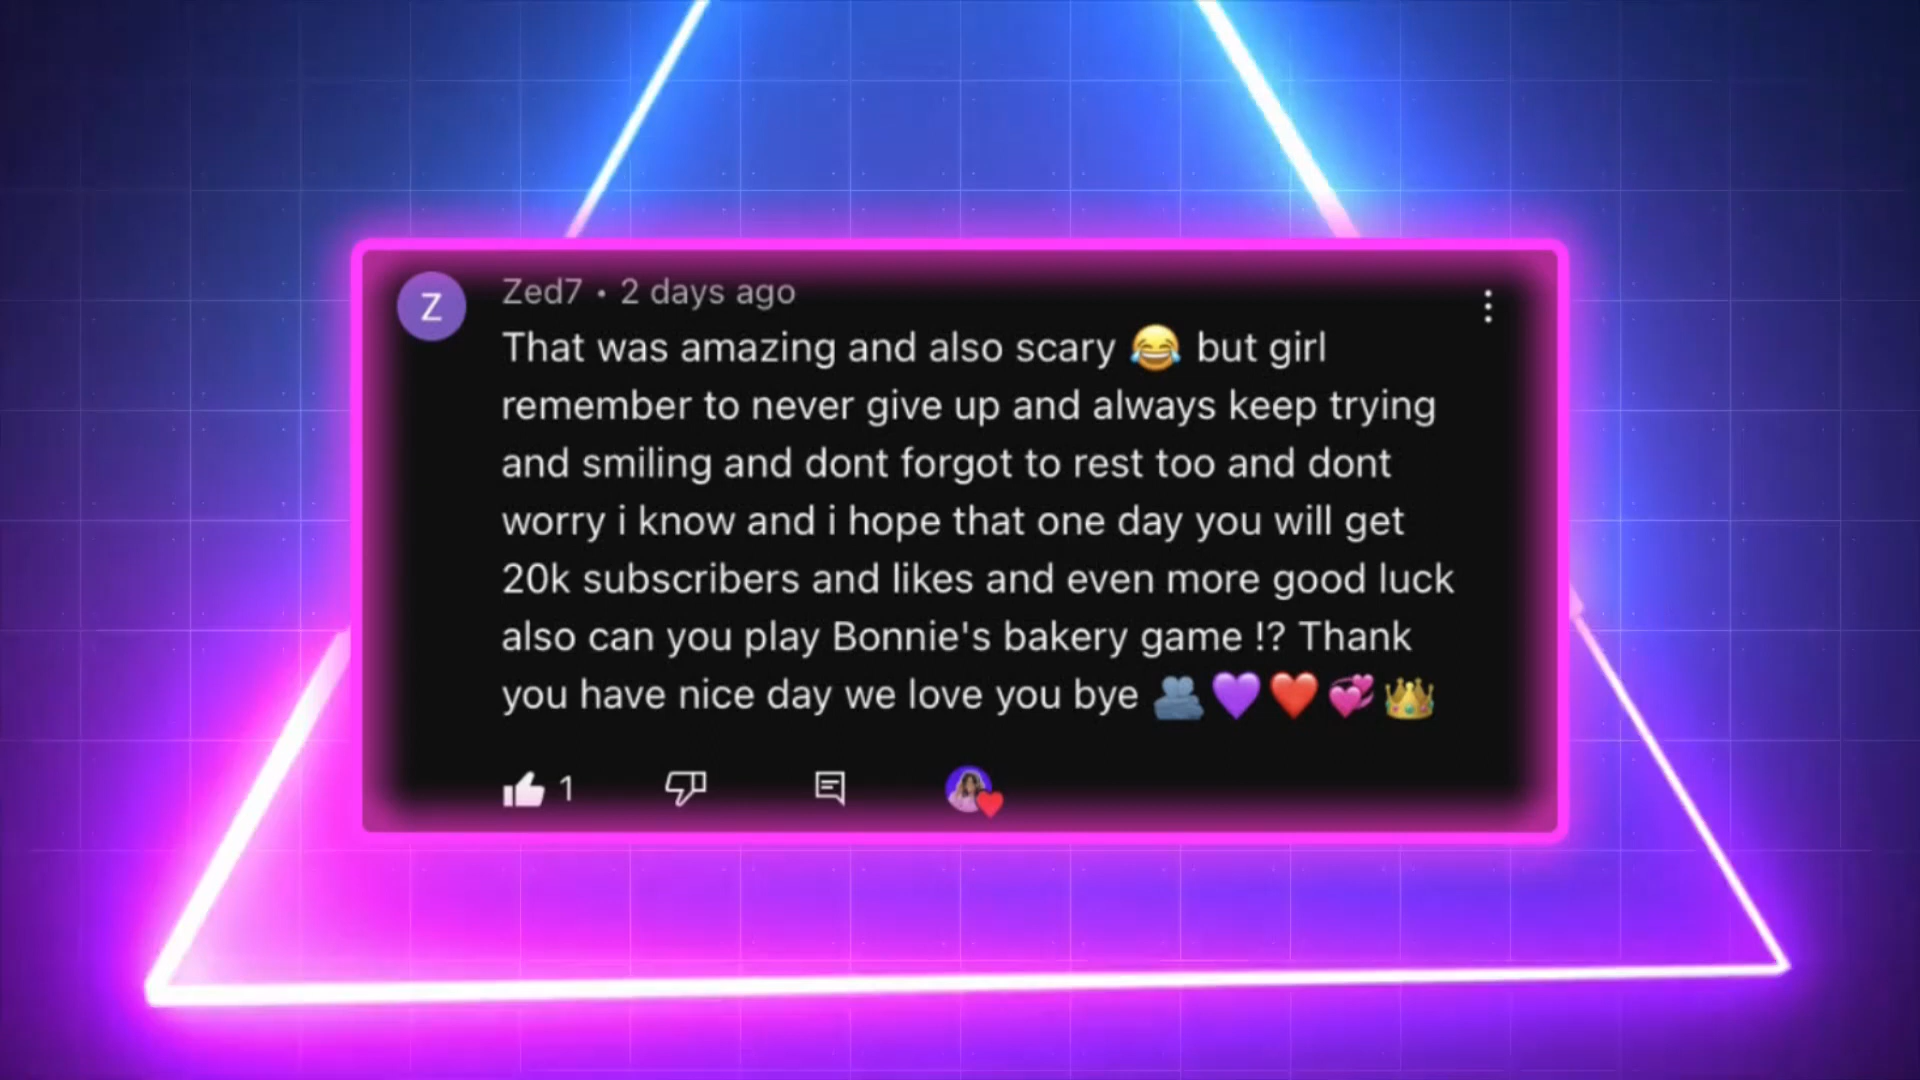 Z
Zed7 • 2 days ago
That was amazing and also scary 😂 but girl
remember to never give up and always keep trying
and smiling and dont forgot to rest too and dont
worry i know and i hope that one day you will get
20k subscribers and likes and even more good luck
also can you play Bonnie's bakery game !? Thank
you have nice day we love you bye 🫂💜❤️💞👑
1